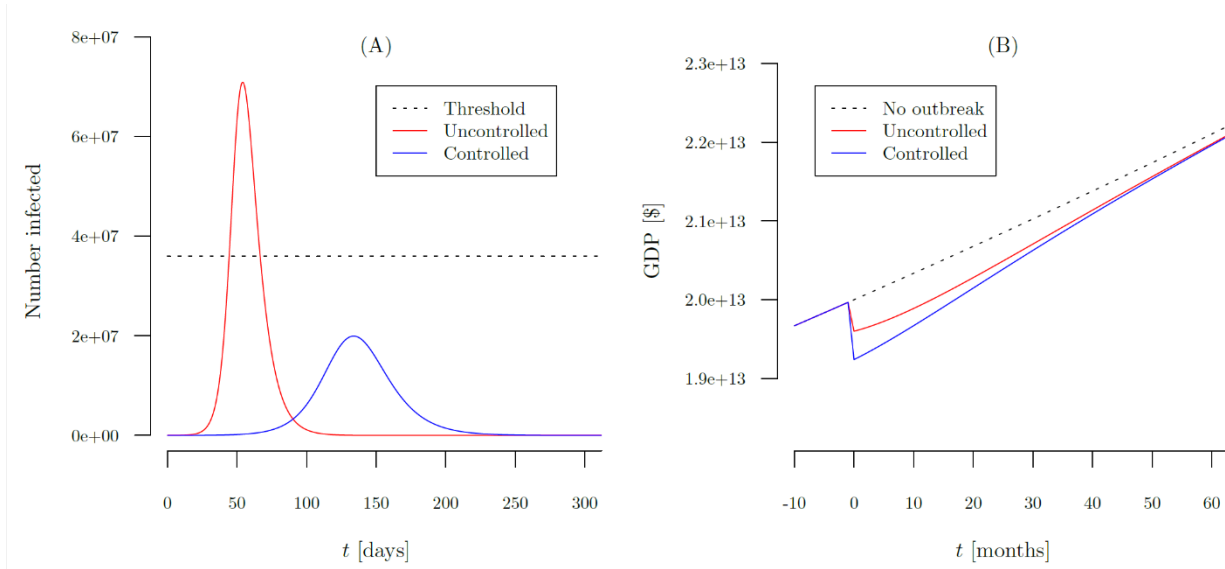 (A)
Number infected
8e+07
6e+07
4e+07
2e+07
0e+00
Threshold
Uncontrolled
Controlled
0 50 100 150 200 250 300
t [days]
(B)
GDP [$]
2.3e+13
2.2e+13
2.1e+13
2.0e+13
1.9e+13
No outbreak
Uncontrolled
Controlled
-10 0 10 20 30 40 50 60
t [months]